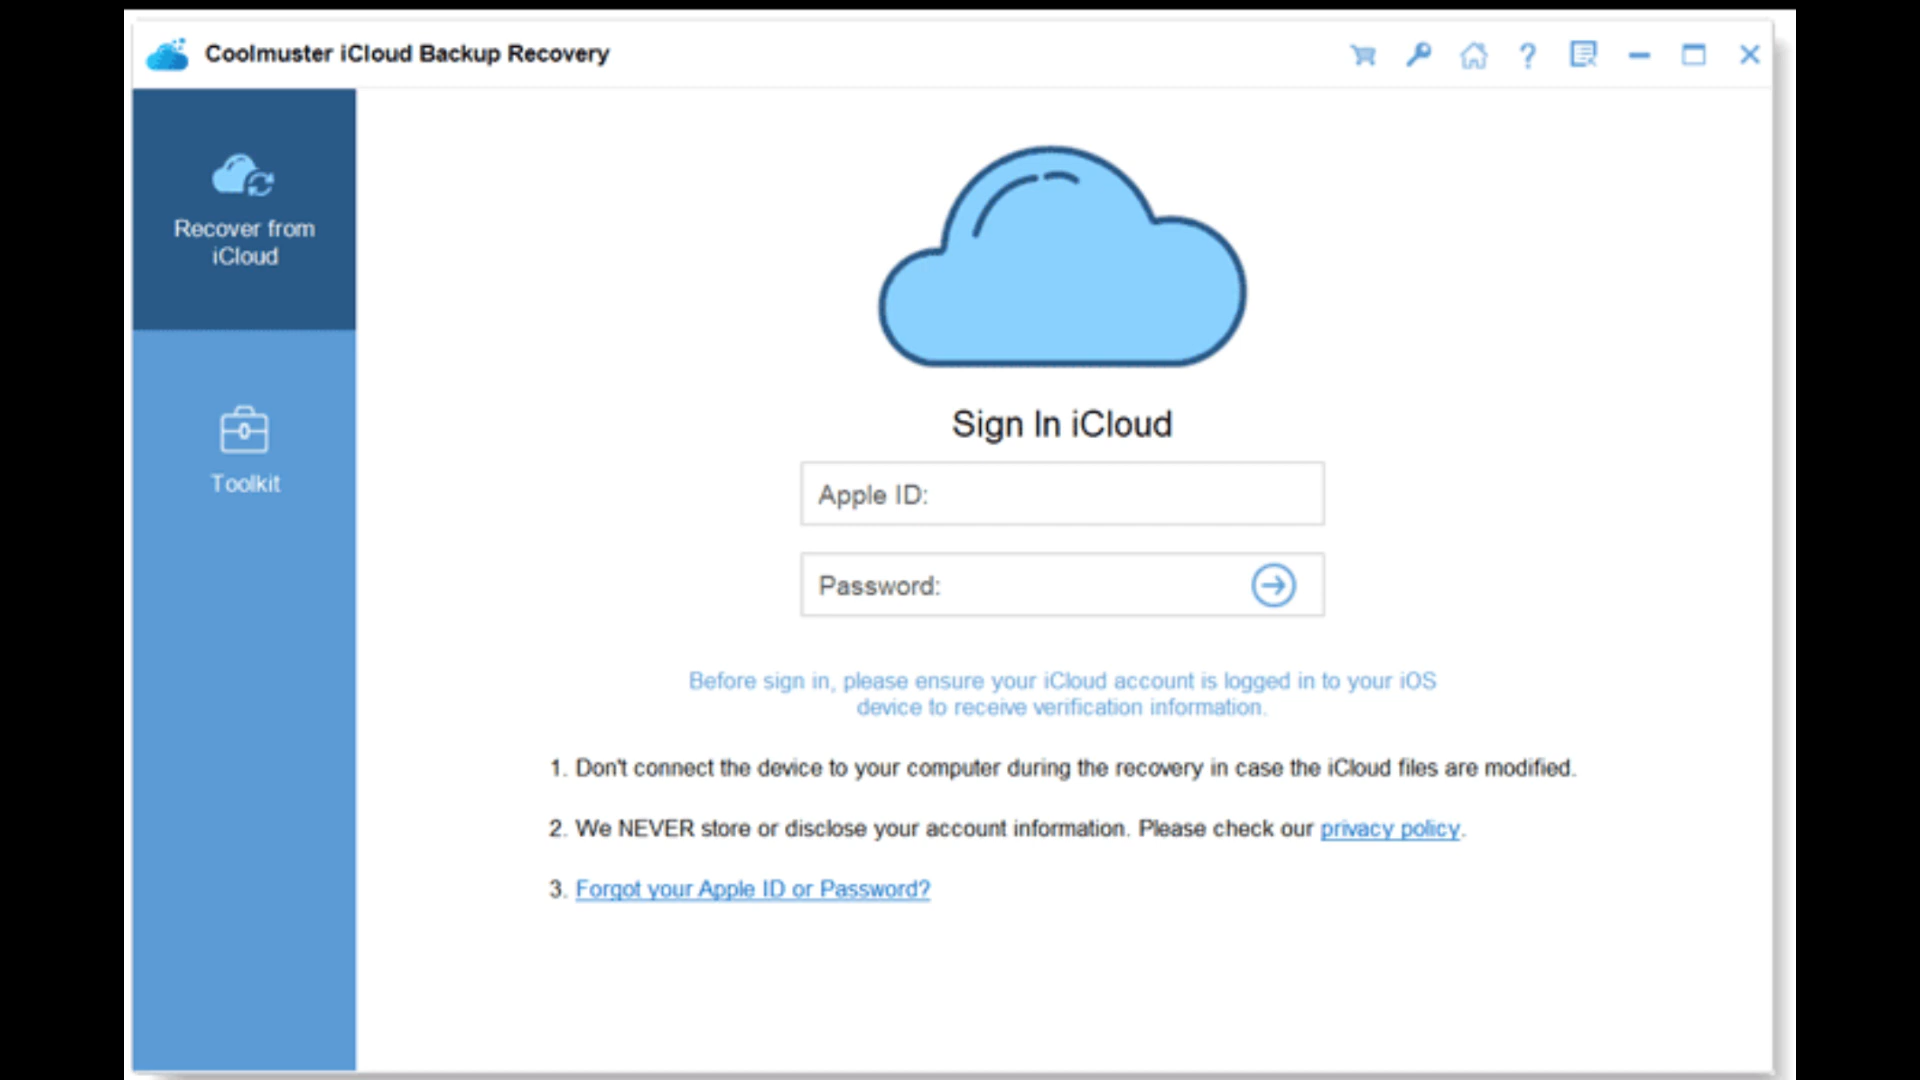 Coolmuster iCloud Backup Recovery
Recover from
iCloud
Toolkit
Sign In iCloud
Apple ID:
Password:
Before sign in, please ensure your iCloud account is logged in to your iOS
device to receive verification information.
1. Don't connect the device to your computer during the recovery in case the iCloud files are modified.
2. We NEVER store or disclose your account information. Please check our privacy policy.
3. Forgot your Apple ID or Password?